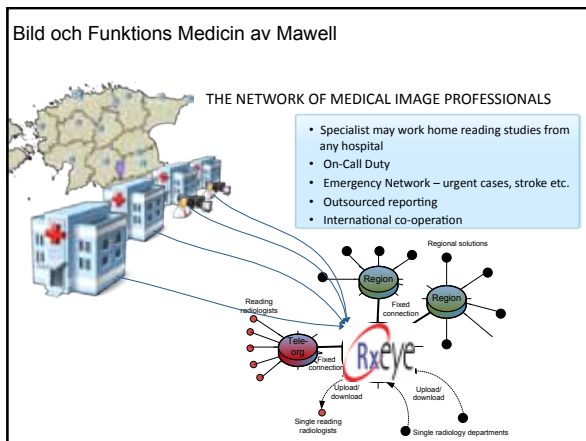 Bild och Funktions Medicin av Mawell
THE NETWORK OF MEDICAL IMAGE PROFESSIONALS
• Specialist may work home reading studies from
any hospital
• On-Call Duty
• Emergency Network – urgent cases, stroke etc.
• Outsourced reporting
• International co-operation
Regional solutions
Region
Region
Fixed
connection
Reading
radiologists
Tele-
org
Fixed
connection
Rxeye
Upload/
download
Upload/
download
Single reading
radiologists
Single radiology departments